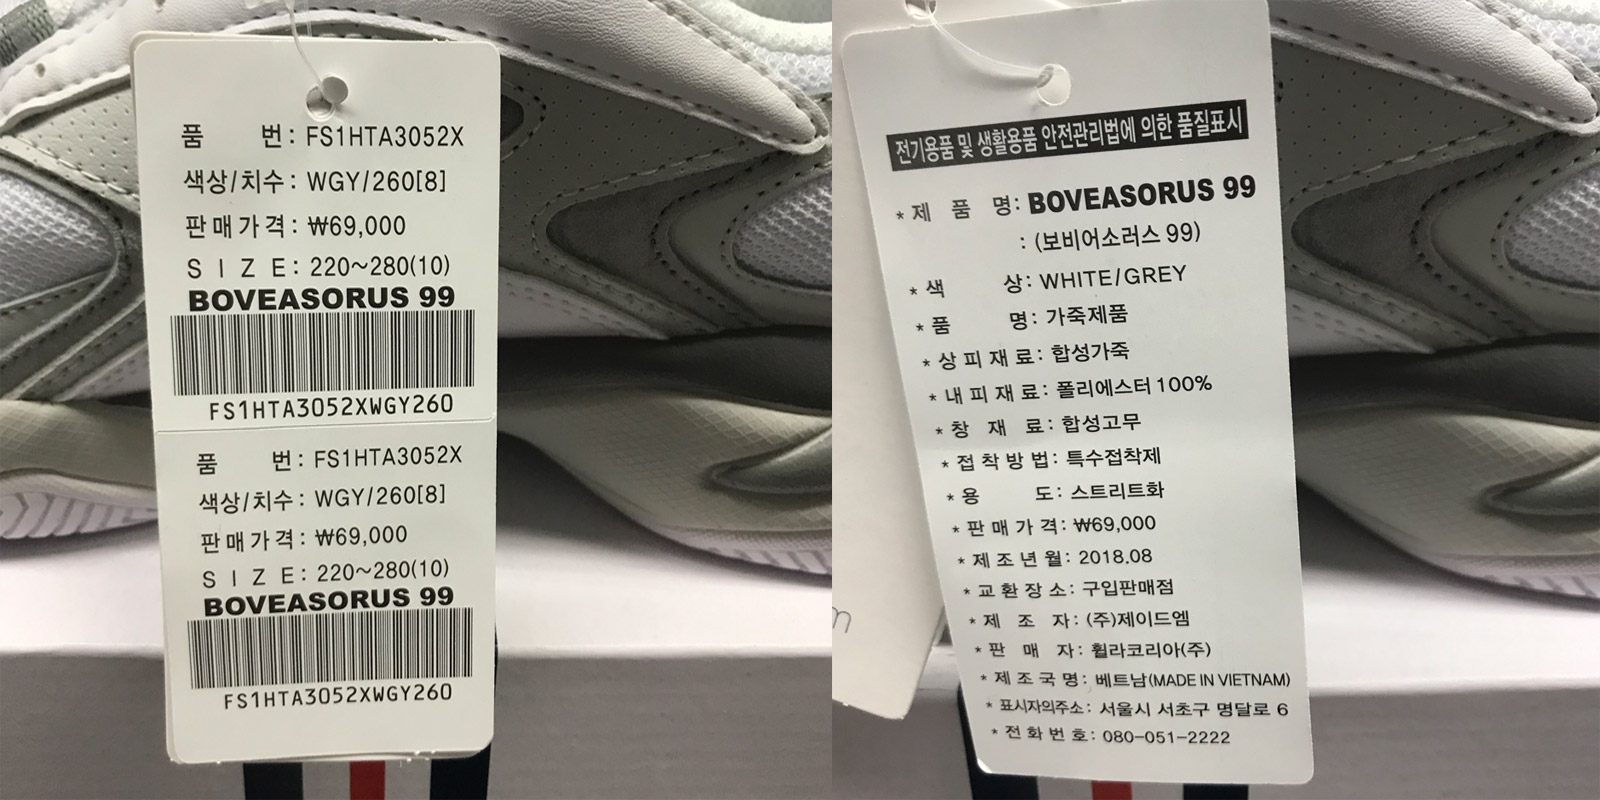 품 번: FS1HTA3052X
색상/치수: WGY/260[8]
판매가격: ₩69,000
SIZE: 220~280(10)
BOVEASORUS 99
FS1HTA3052XWGY260
품 번: FS1HTA3052X
색상/치수: WGY/260[8]
판매가격: ₩69,000
SIZE: 220~280(10)
BOVEASORUS 99
FS1HTA3052XWGY260
전기용품 및 생활용품 안전관리법에 의한 품질표시
* 제 품 명: BOVEASORUS 99
: (보비어소러스 99)
* 색 상: WHITE/GREY
* 품 명: 가죽제품
* 상피재료: 합성가죽
* 내피재료: 폴리에스터 100%
* 창 재 료: 합성고무
* 접착방법: 특수접착제
* 용 도: 스트리트화
* 판매가격: ₩69,000
* 제조년월: 2018.08
* 교환장소: 구입판매점
* 제 조 자: (주)제이드엠
* 판 매 자: 휠라코리아(주)
* 제조국명: 베트남(MADE IN VIETNAM)
* 표시자의주소: 서울시 서초구 명달로 6
* 전화번호: 080-051-2222